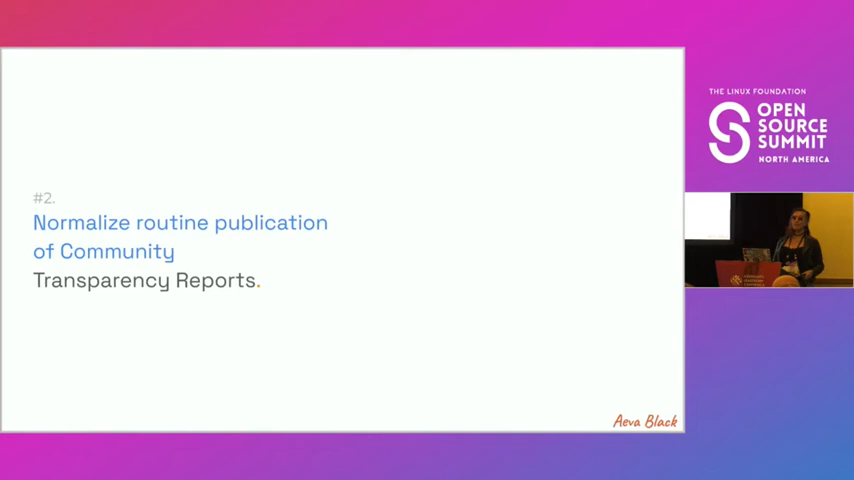 #2.
Normalize routine publication
of Community
Transparency Reports.
Aeva Black
THE LINUX FOUNDATION
OPEN
SOURCE
SUMMIT
NORTH AMERICA